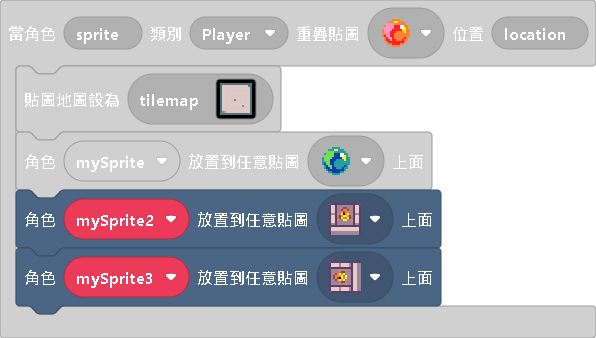 當角色 sprite 類別 Player 重疊貼圖 位置 location
貼圖地圖設為 tilemap
角色 mySprite 放置到任意貼圖 上面
角色 mySprite2 放置到任意貼圖 上面
角色 mySprite3 放置到任意貼圖 上面